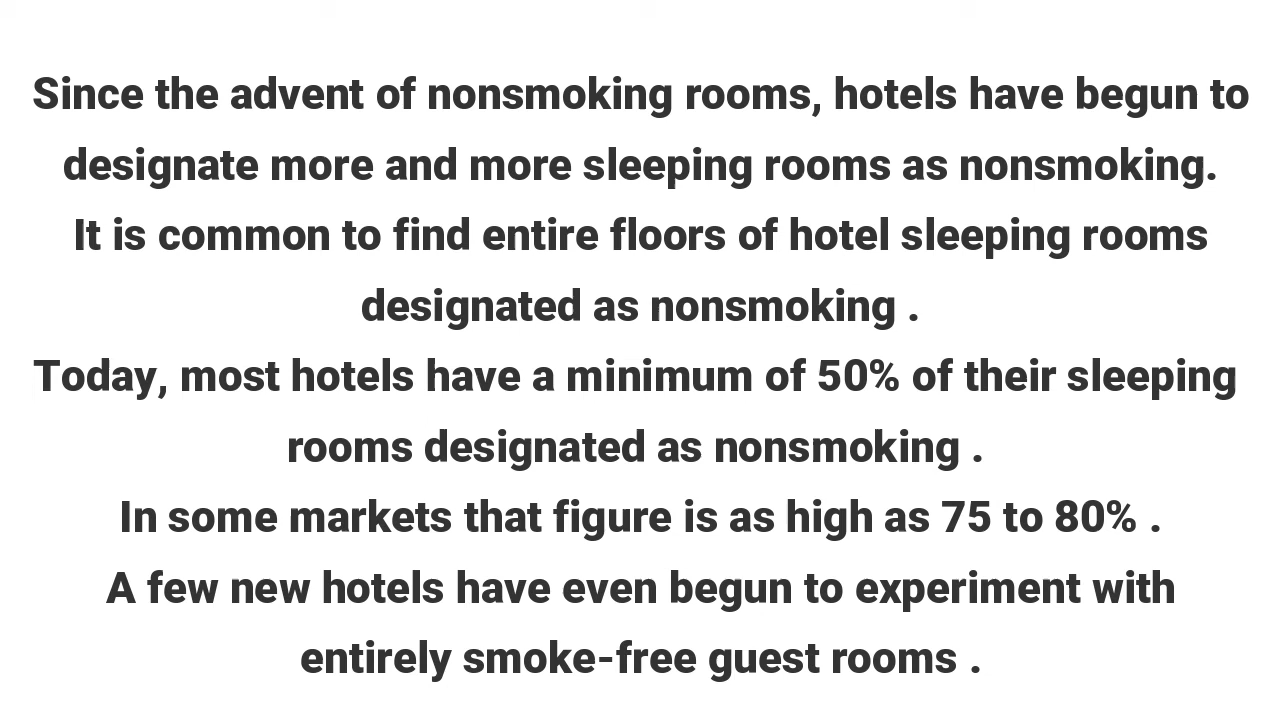 Since the advent of nonsmoking rooms, hotels have begun to
designate more and more sleeping rooms as nonsmoking.
It is common to find entire floors of hotel sleeping rooms
designated as nonsmoking .
Today, most hotels have a minimum of 50% of their sleeping
rooms designated as nonsmoking .
In some markets that figure is as high as 75 to 80% .
A few new hotels have even begun to experiment with
entirely smoke-free guest rooms .